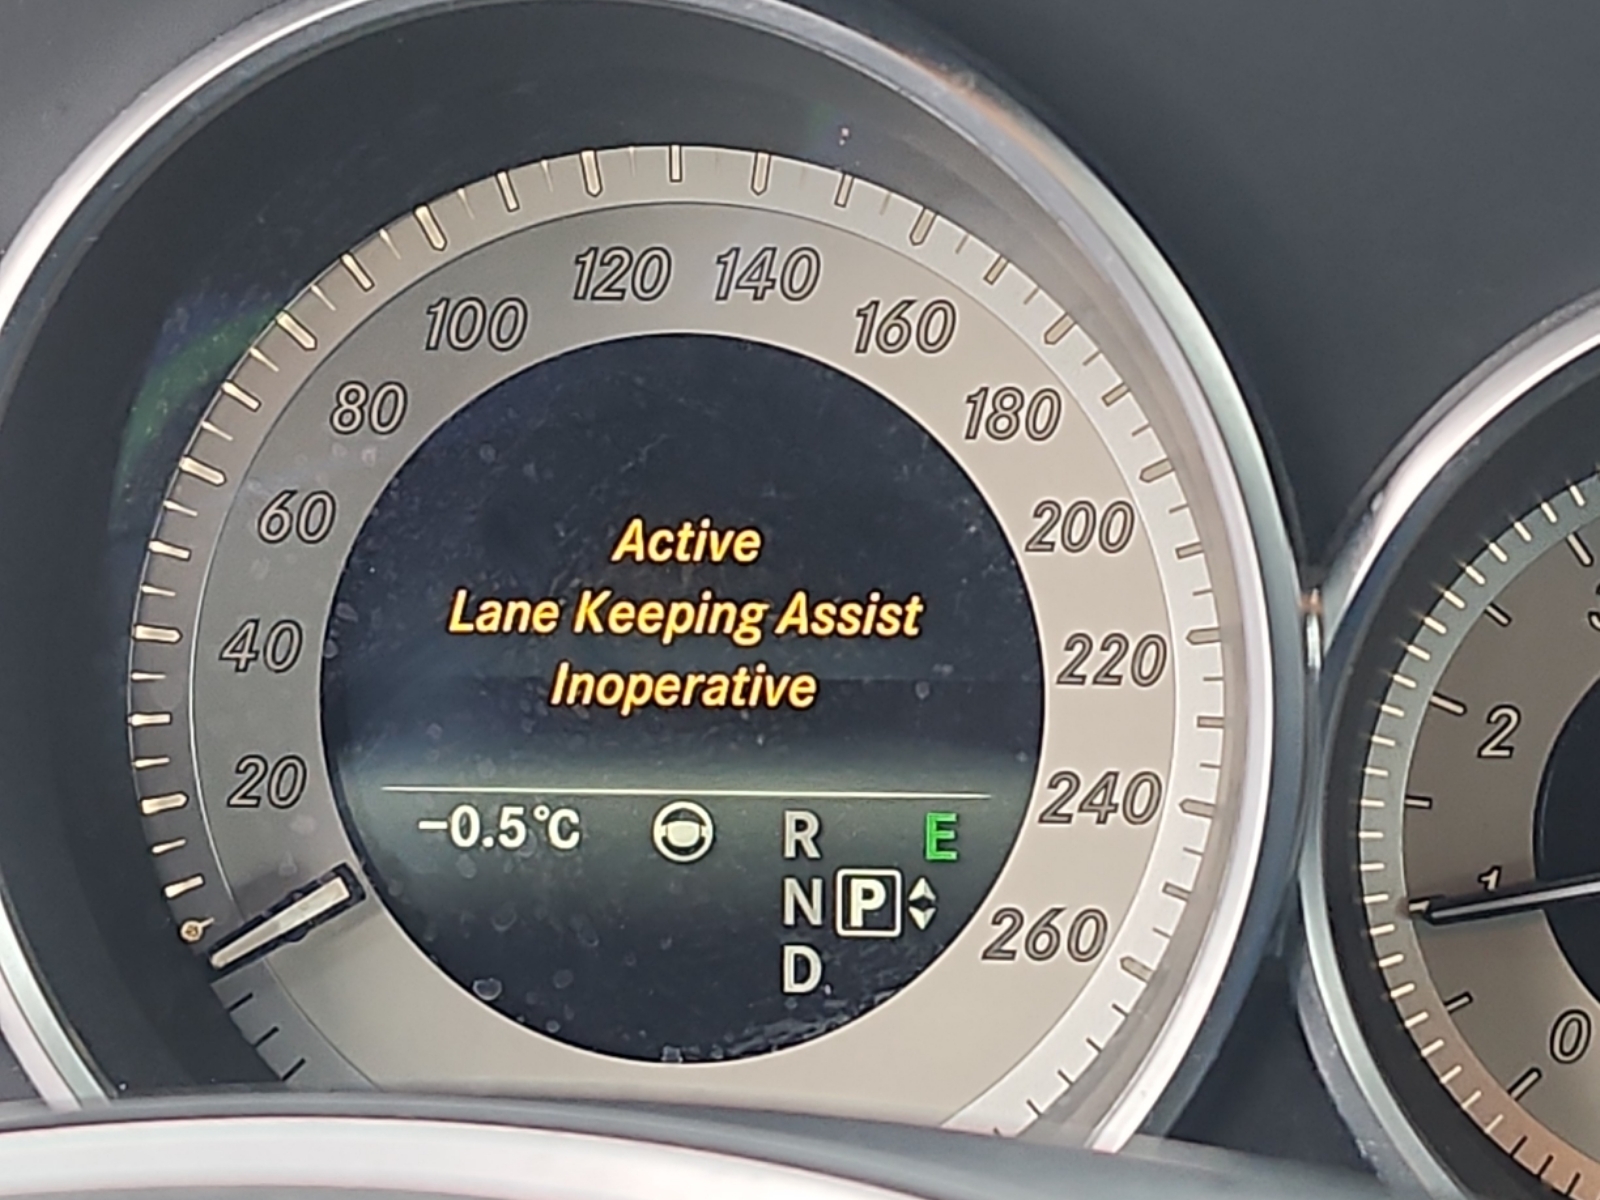 120 140
100 160
80 180
60 200
40 220
20 240
260
Active
Lane Keeping Assist
Inoperative
-0.5°C R E
N P
D
2
1
0